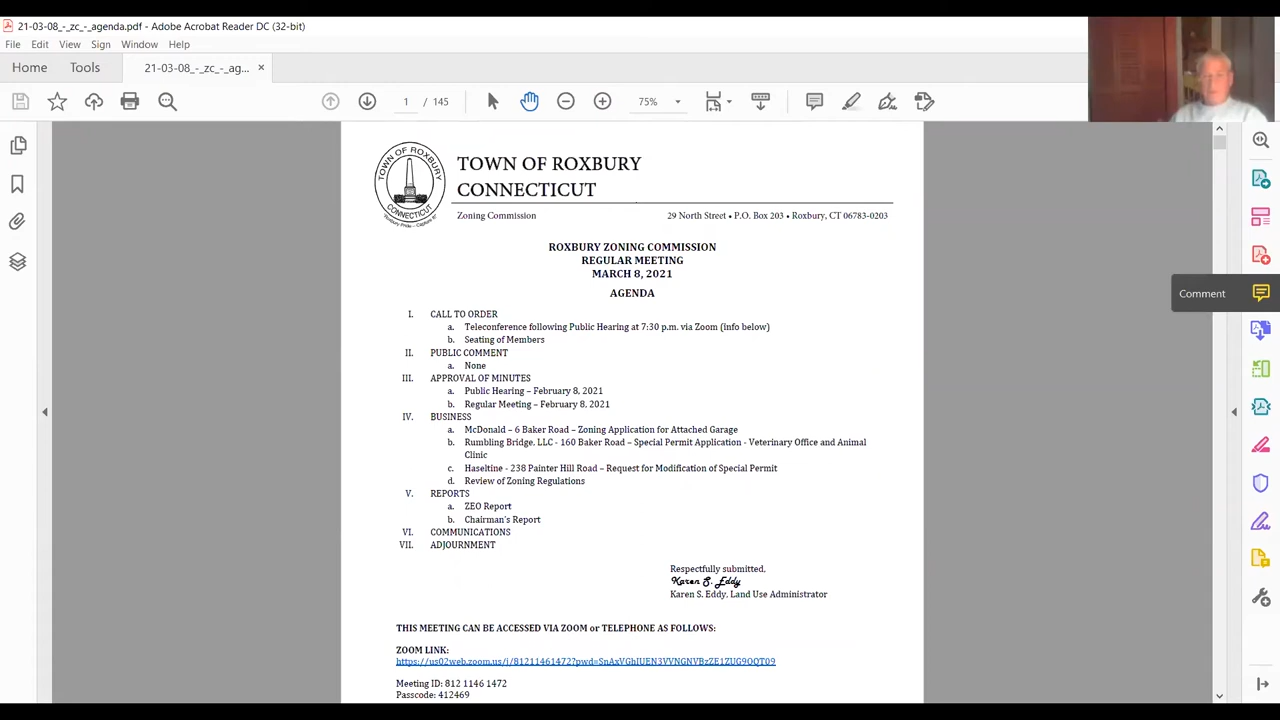 21-03-08_-_zc_-_agenda.pdf - Adobe Acrobat Reader DC (32-bit)
File Edit View Sign Window Help
Home Tools 21-03-08_-_zc_-_ag... ×
1 / 145 75%
TOWN OF ROXBURY
CONNECTICUT
TOWN OF ROXBURY
CONNECTICUT
Zoning Commission 29 North Street • P.O. Box 203 • Roxbury, CT 06783-0203
ROXBURY ZONING COMMISSION
REGULAR MEETING
MARCH 8, 2021
AGENDA
Comment
I. CALL TO ORDER
a. Teleconference following Public Hearing at 7:30 p.m. via Zoom (info below)
b. Seating of Members
II. PUBLIC COMMENT
a. None
III. APPROVAL OF MINUTES
a. Public Hearing – February 8, 2021
b. Regular Meeting – February 8, 2021
IV. BUSINESS
a. McDonald – 6 Baker Road – Zoning Application for Attached Garage
b. Rumbling Bridge, LLC - 160 Baker Road – Special Permit Application - Veterinary Office and Animal
Clinic
c. Haseltine - 238 Painter Hill Road – Request for Modification of Special Permit
d. Review of Zoning Regulations
V. REPORTS
a. ZEO Report
b. Chairman's Report
VI. COMMUNICATIONS
VII. ADJOURNMENT
Respectfully submitted,
Karen S. Eddy
Karen S. Eddy, Land Use Administrator
THIS MEETING CAN BE ACCESSED VIA ZOOM or TELEPHONE AS FOLLOWS:
ZOOM LINK:
Meeting ID: 812 1146 1472
Passcode: 412469